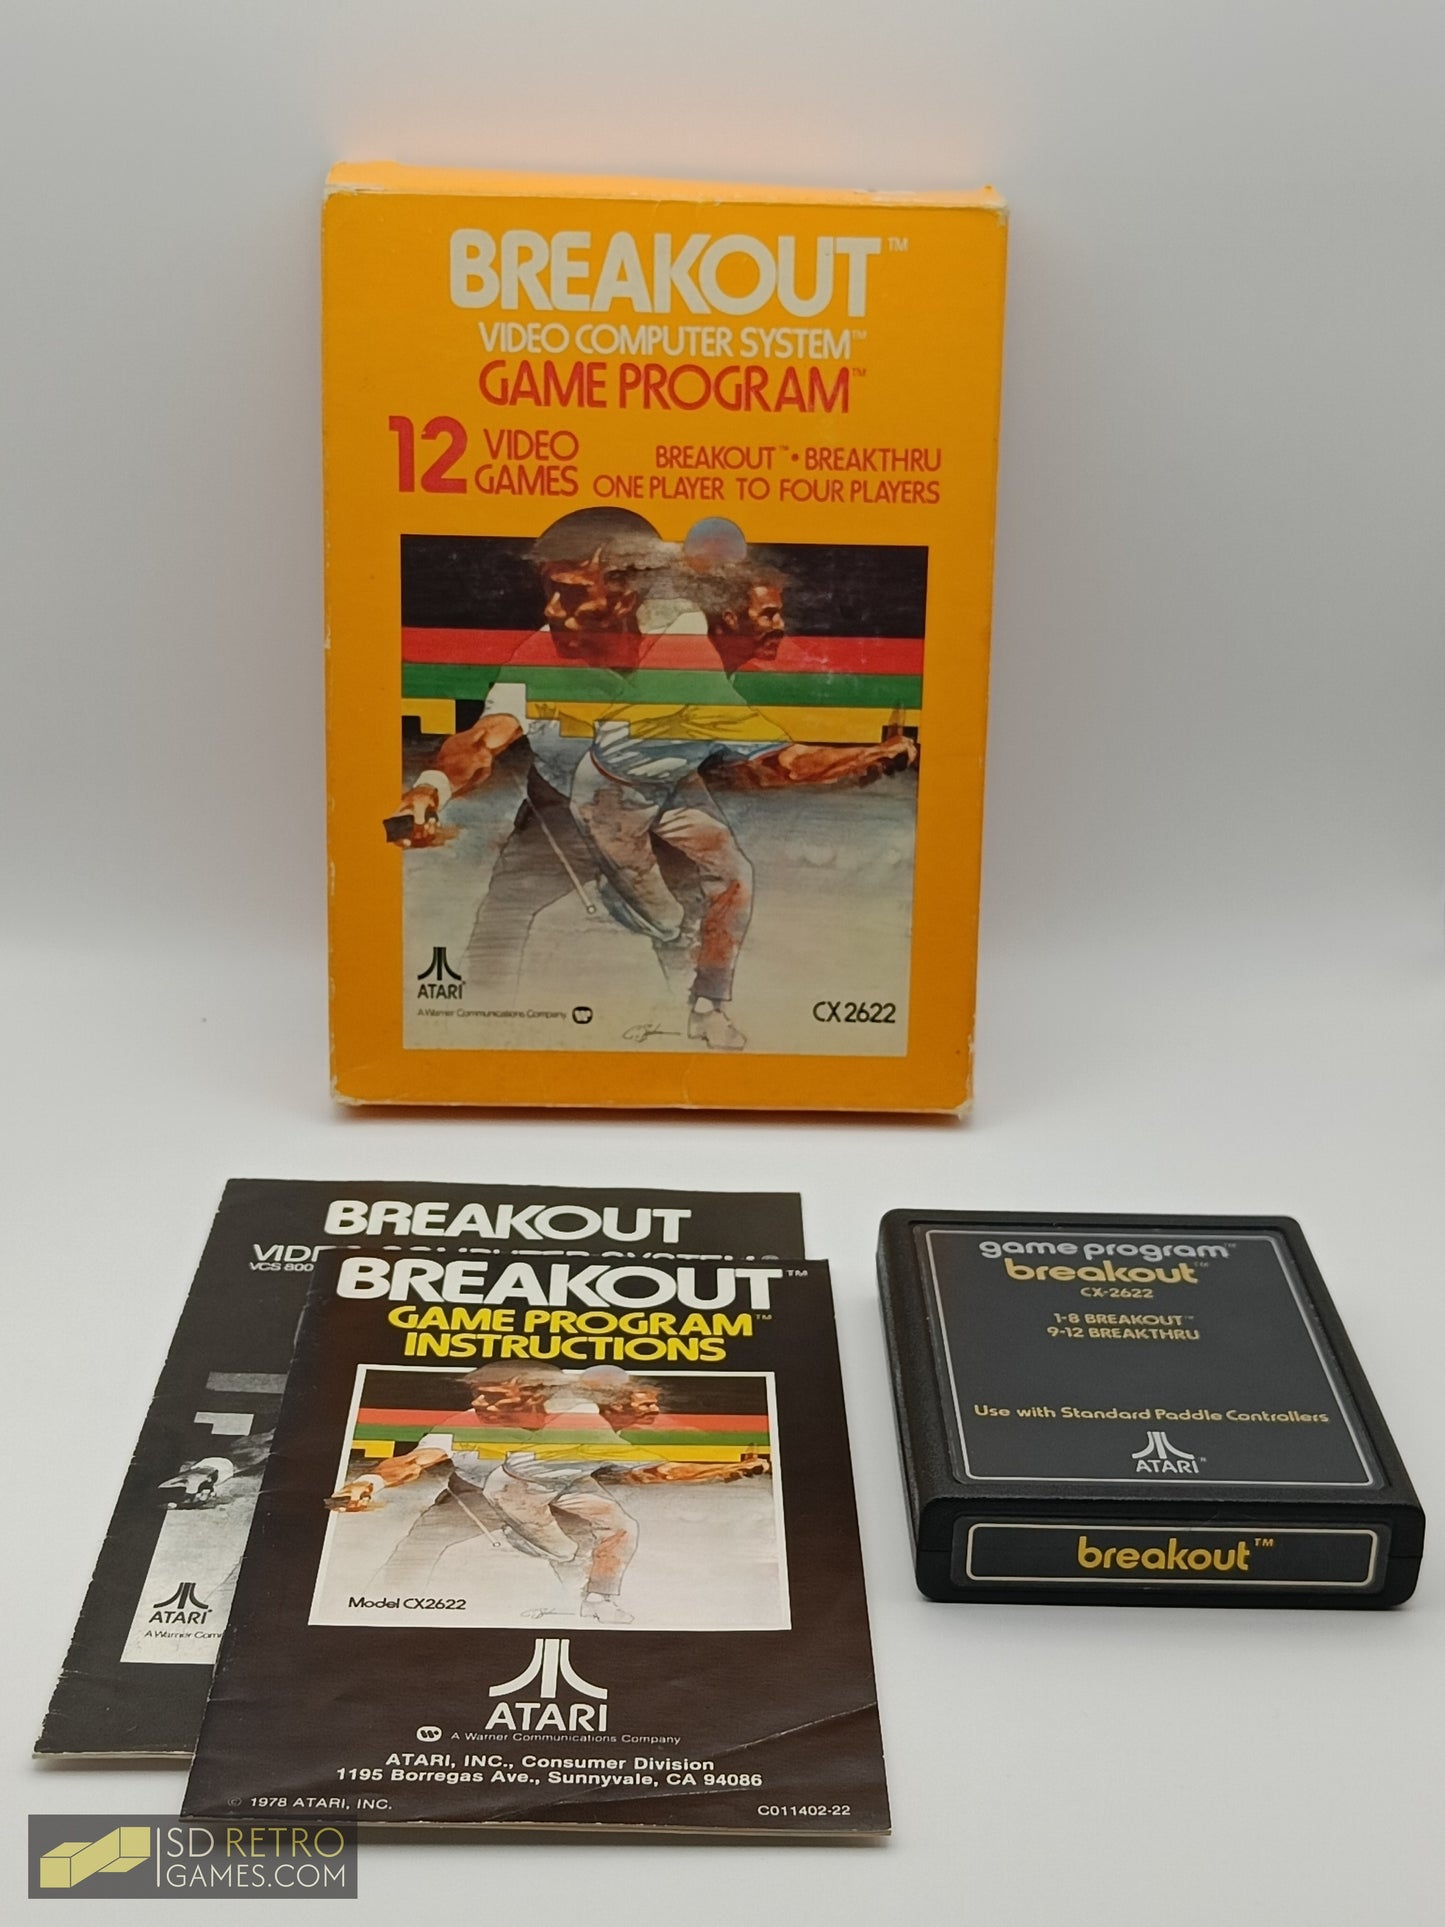 BREAKOUT™
VIDEO COMPUTER SYSTEM™
GAME PROGRAM™
12 VIDEO GAMES
BREAKOUT™ • BREAKTHRU
ONE PLAYER TO FOUR PLAYERS
ATARI®
A Warner Communications Company
CX2622
BREAKOUT
VCS 800
ATARI®
A Warner
BREAKOUT™
GAME PROGRAM™
INSTRUCTIONS
Model CX2622
ATARI
A Warner Communications Company
ATARI, INC., Consumer Division
1195 Borregas Ave., Sunnyvale, CA 94086
© 1978 ATARI, INC.
C011402-22
game program™
breakout™
CX-2622
1-8 BREAKOUT™
9-12 BREAKTHRU
Use with Standard Paddle Controllers
ATARI®
breakout™
SD RETRO
GAMES.COM